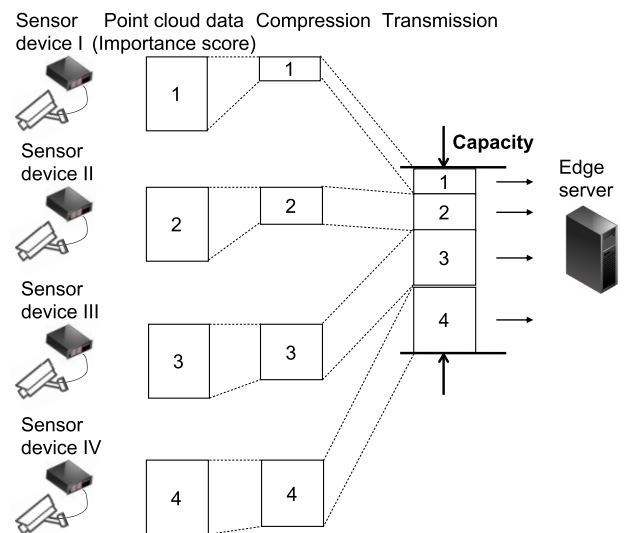 Sensor device I
Point cloud data (Importance score)
Compression
Transmission
1
1
Capacity
1
Edge server
Sensor device II
2
2
2
3
Sensor device III
3
3
4
Sensor device IV
4
4